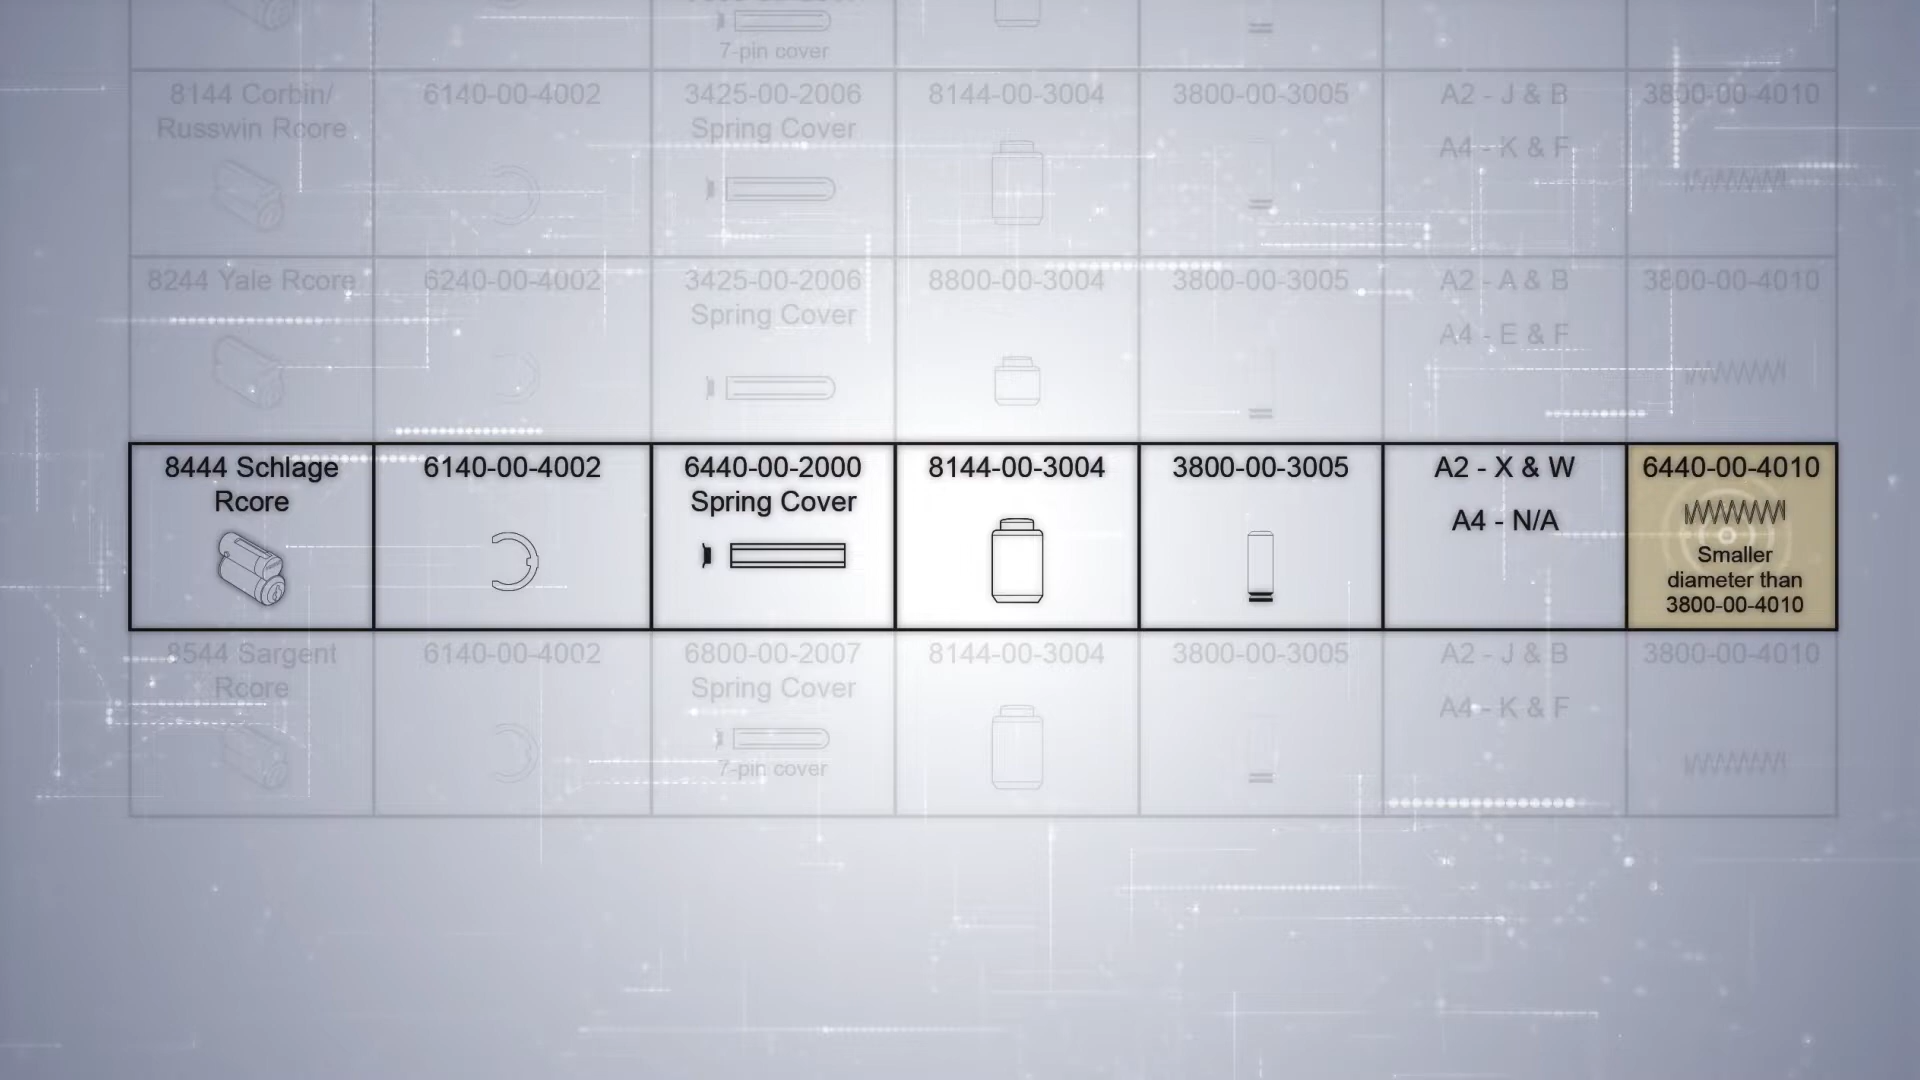 7-pin cover
8144 Corbin/
Russwin Rcore
6140-00-4002
3425-00-2006
Spring Cover
8144-00-3004
3800-00-3005
A2 - J & B
A4 - K & F
3800-00-4010
8244 Yale Rcore
6240-00-4002
3425-00-2006
Spring Cover
8800-00-3004
3800-00-3005
A2 - A & B
A4 - E & F
3800-00-4010
8444 Schlage
Rcore
6140-00-4002
6440-00-2000
Spring Cover
8144-00-3004
3800-00-3005
A2 - X & W
A4 - N/A
6440-00-4010
Smaller
diameter than
3800-00-4010
8544 Sargent
Rcore
6140-00-4002
6800-00-2007
Spring Cover
7-pin cover
8144-00-3004
3800-00-3005
A2 - J & B
A4 - K & F
3800-00-4010